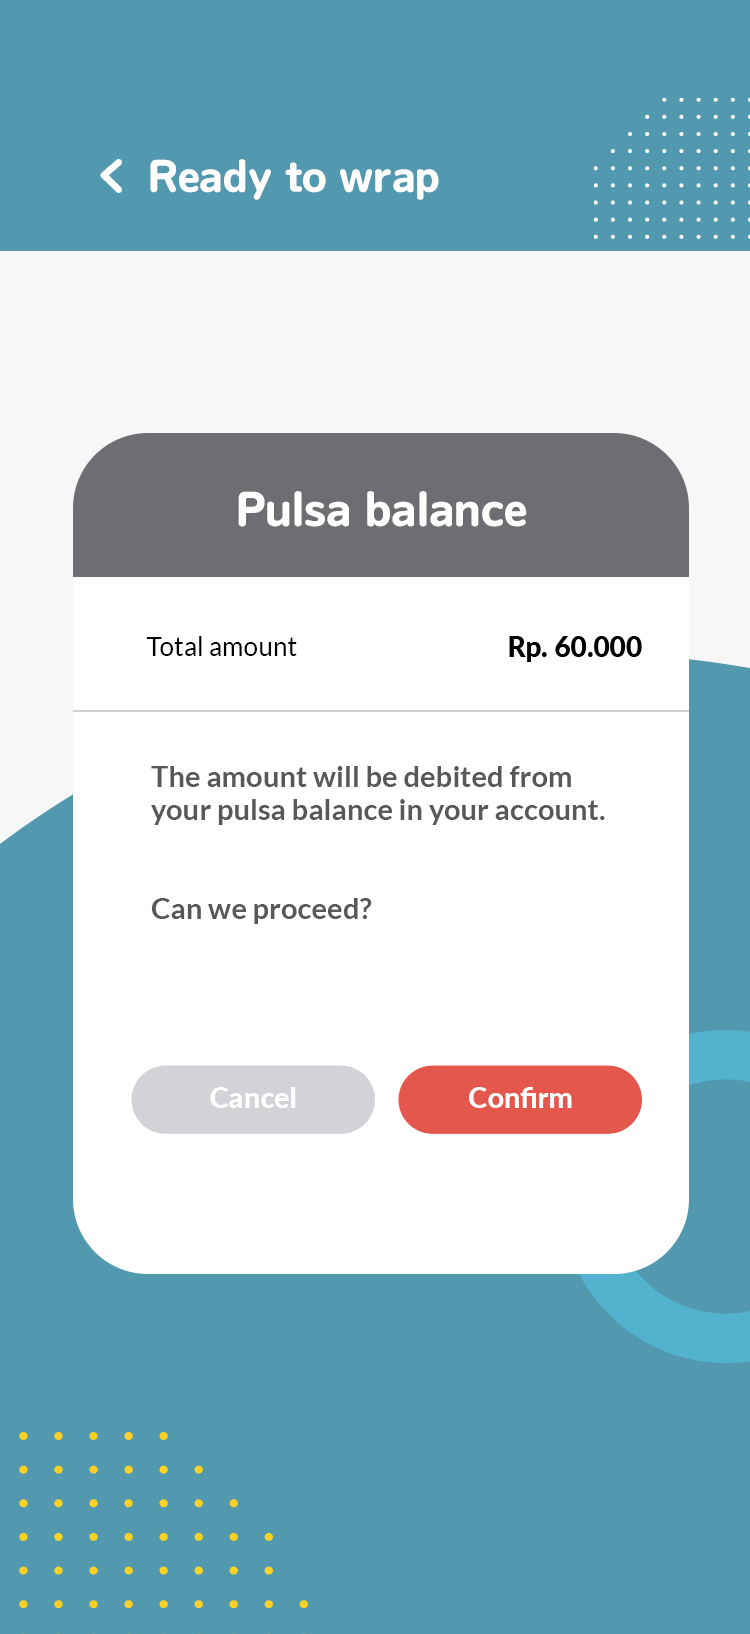 Ready to wrap
Pulsa balance
Total amount Rp. 60.000
The amount will be debited from
your pulsa balance in your account.
Can we proceed?
Cancel Confirm